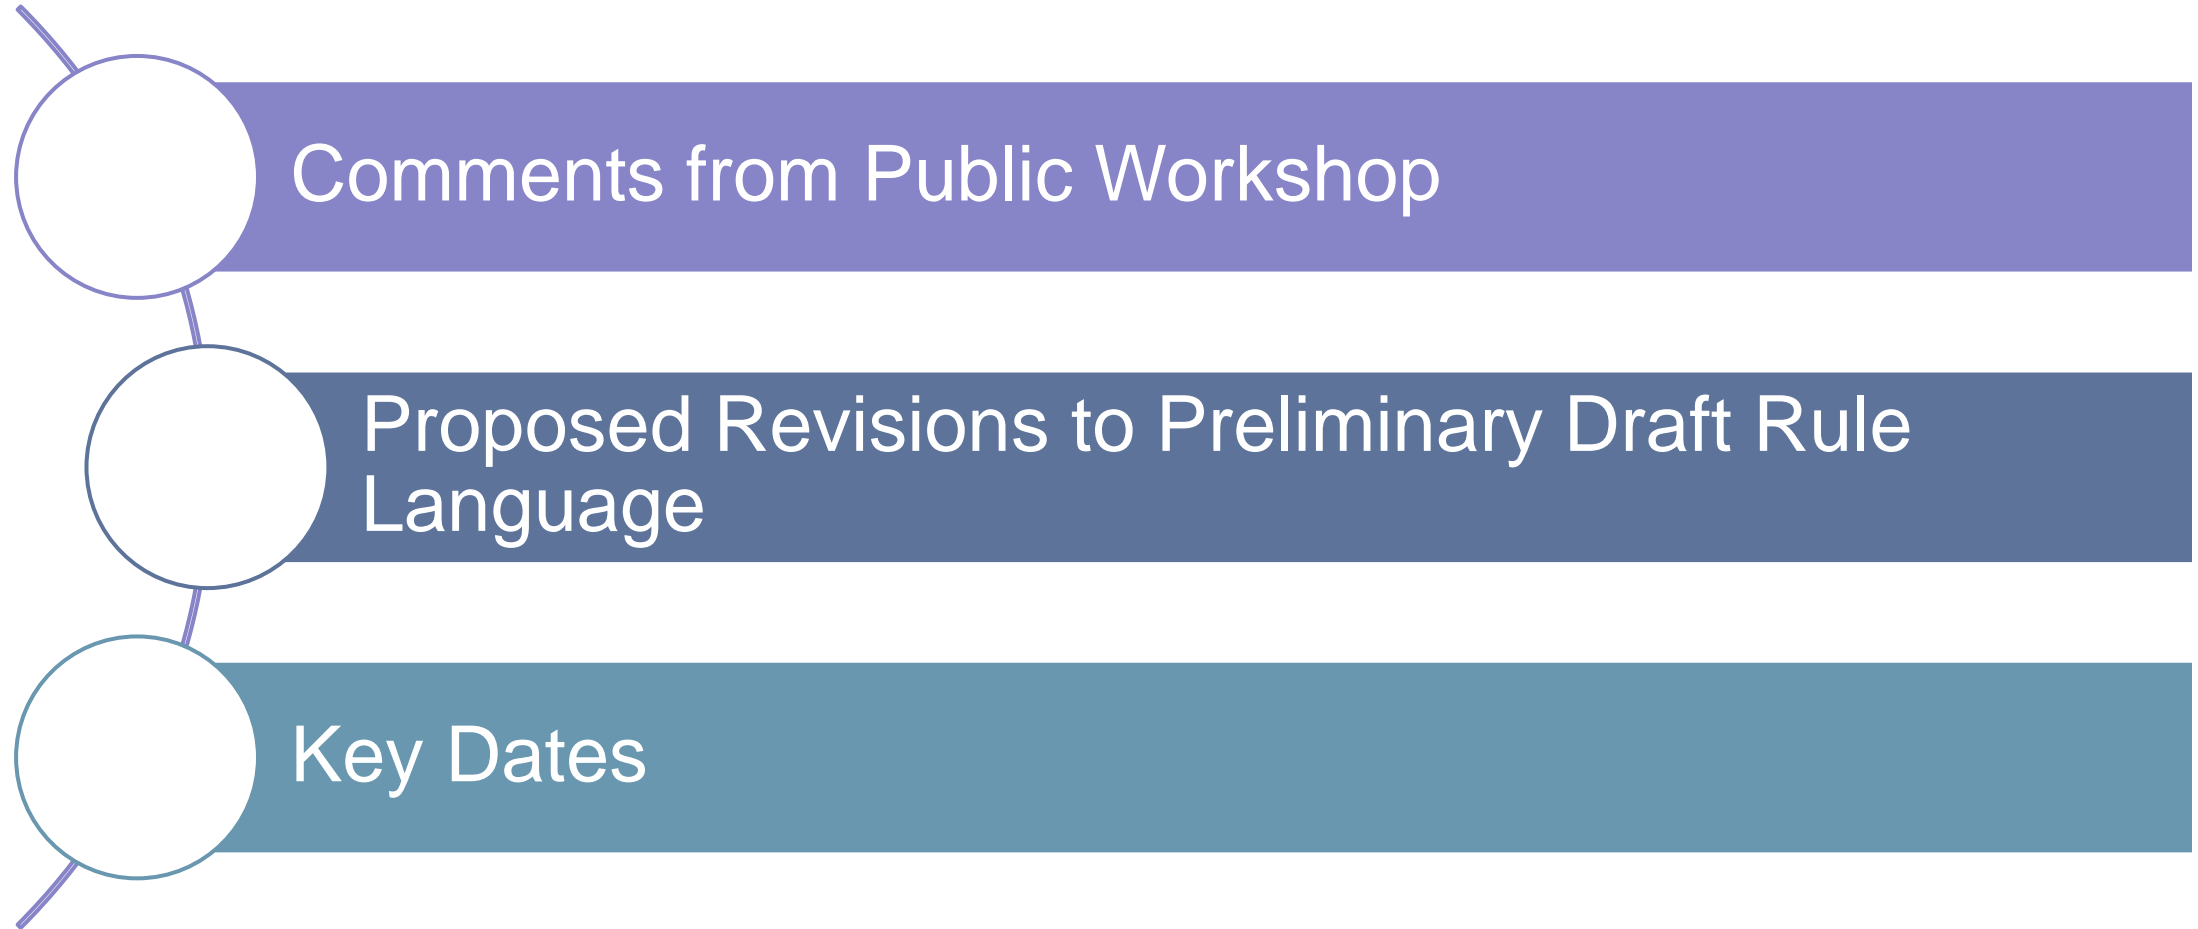 Comments from Public Workshop
Proposed Revisions to Preliminary Draft Rule
Language
Key Dates